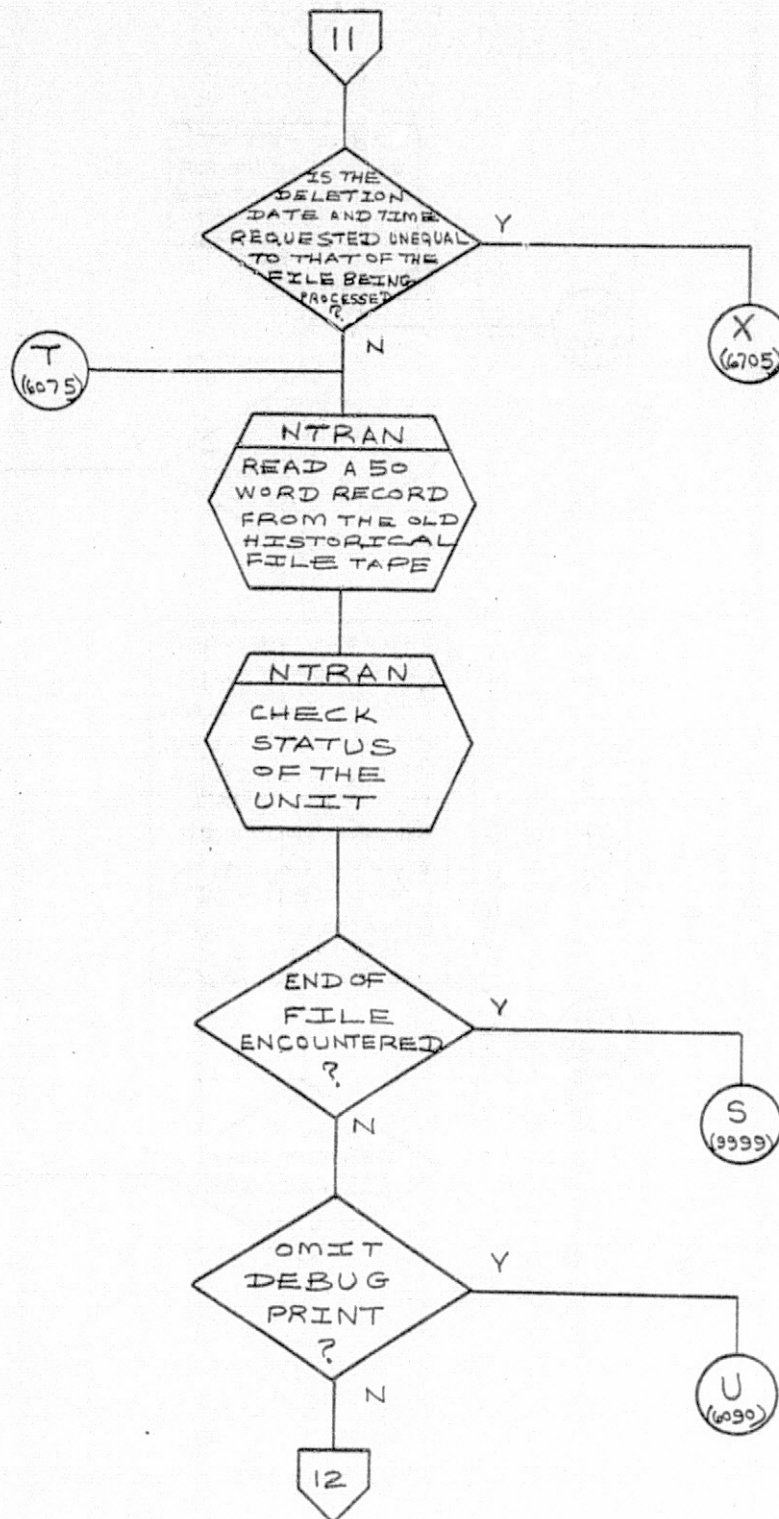 11
IS THE
DELETION
DATE AND TIME
REQUESTED UNEQUAL
TO THAT OF THE
FILE BEING
PROCESSED
?
Y
N
X
(6705)
T
(6075)
NTRAN
READ A 50
WORD RECORD
FROM THE OLD
HISTORICAL
FILE TAPE
NTRAN
CHECK
STATUS
OF THE
UNIT
END OF
FILE
ENCOUNTERED
?
Y
N
S
(9999)
OMIT
DEBUG
PRINT
?
Y
N
U
(6090)
12